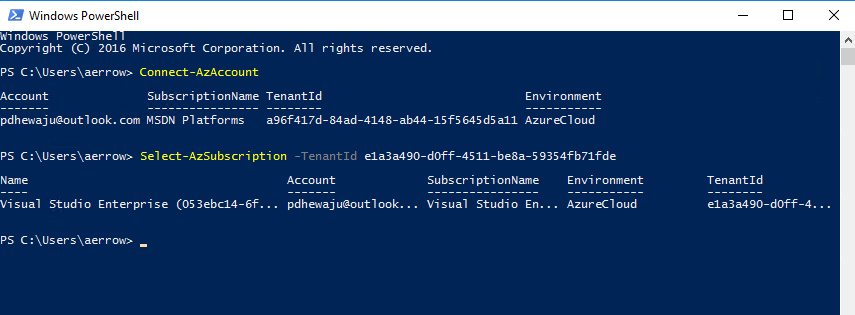 Windows PowerShell
Windows PowerShell
Copyright (C) 2016 Microsoft Corporation. All rights reserved.
PS C:\Users\aerrow> Connect-AzAccount
Account SubscriptionName TenantId Environment
------- ---------------- -------- -----------
pdhewaju@outlook.com MSDN Platforms a96f417d-84ad-4148-ab44-15f5645d5a11 AzureCloud
PS C:\Users\aerrow> Select-AzSubscription -TenantId e1a3a490-d0ff-4511-be8a-59354fb71fde
Name Account SubscriptionName Environment TenantId
---- ------- ---------------- ----------- --------
Visual Studio Enterprise (053ebc14-6f... pdhewaju@outlook... Visual Studio En... AzureCloud e1a3a490-d0ff-4...
PS C:\Users\aerrow> _